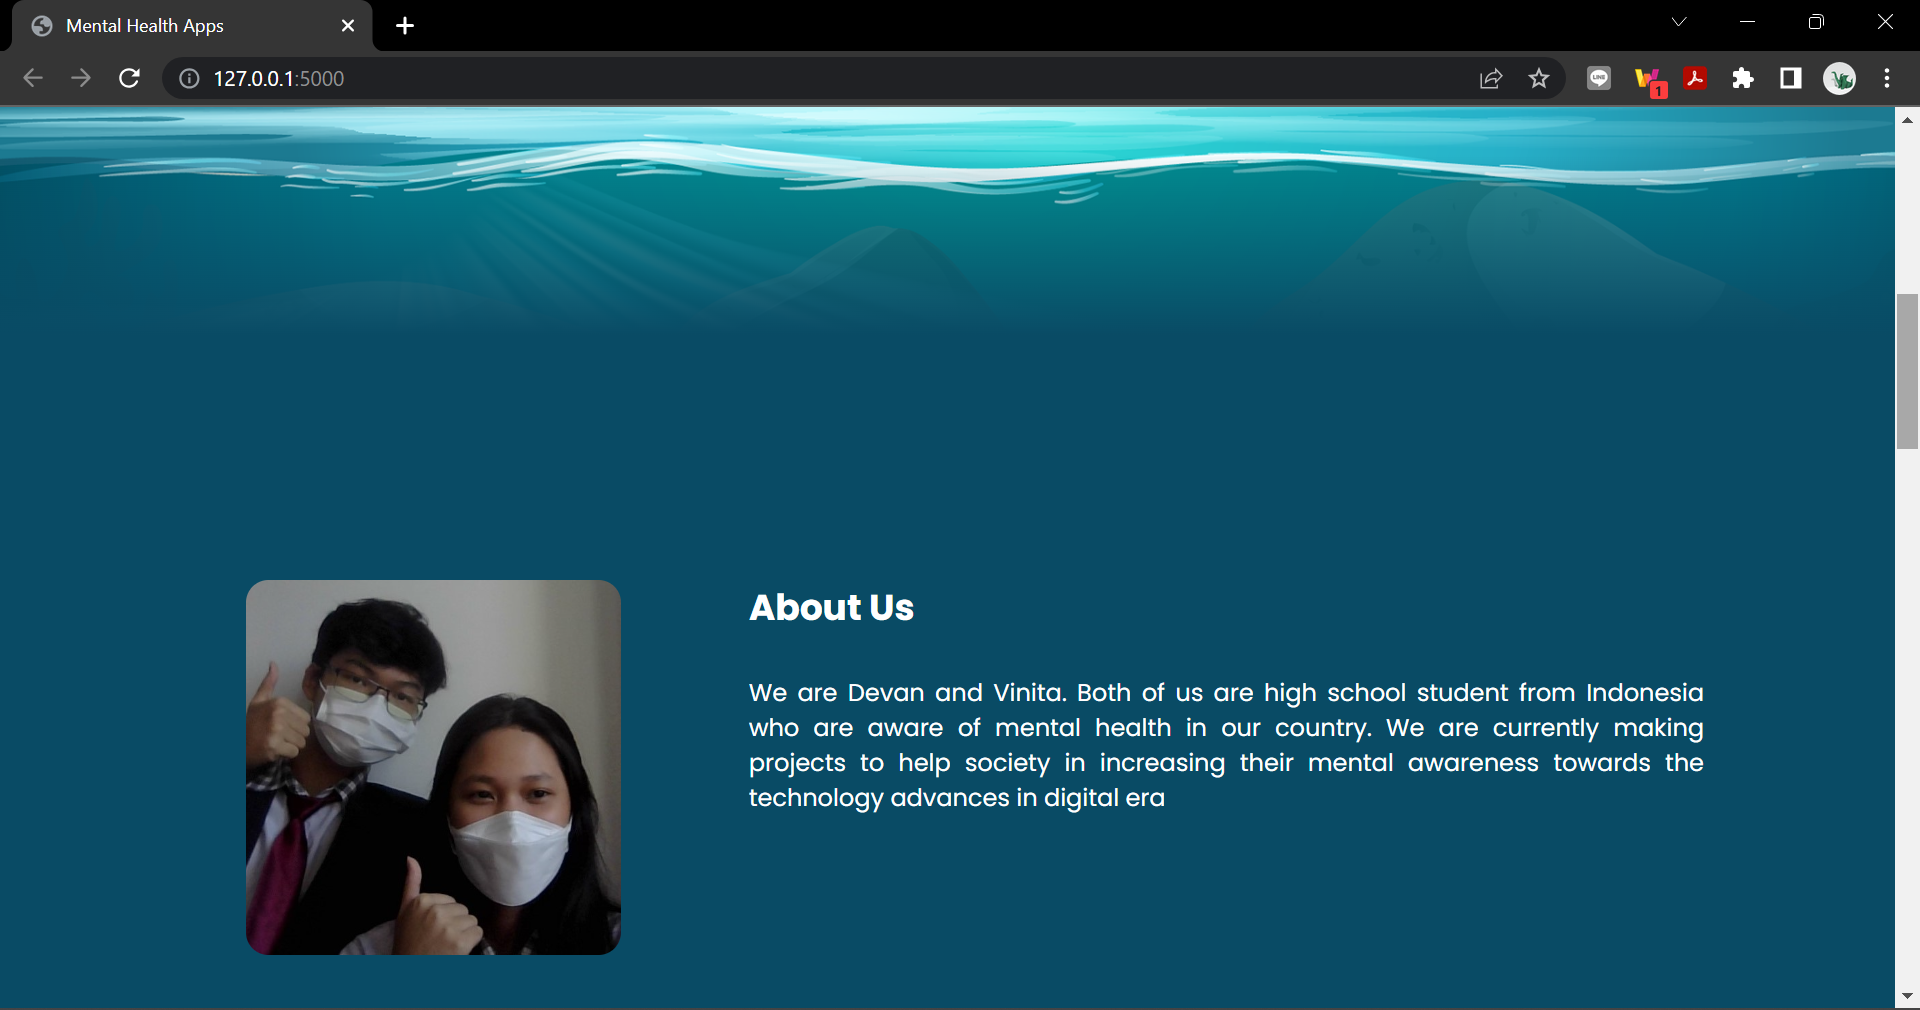 Mental Health Apps
127.0.0.1:5000
LINE
1
About Us
We are Devan and Vinita. Both of us are high school student from Indonesia
who are aware of mental health in our country. We are currently making
projects to help society in increasing their mental awareness towards the
technology advances in digital era